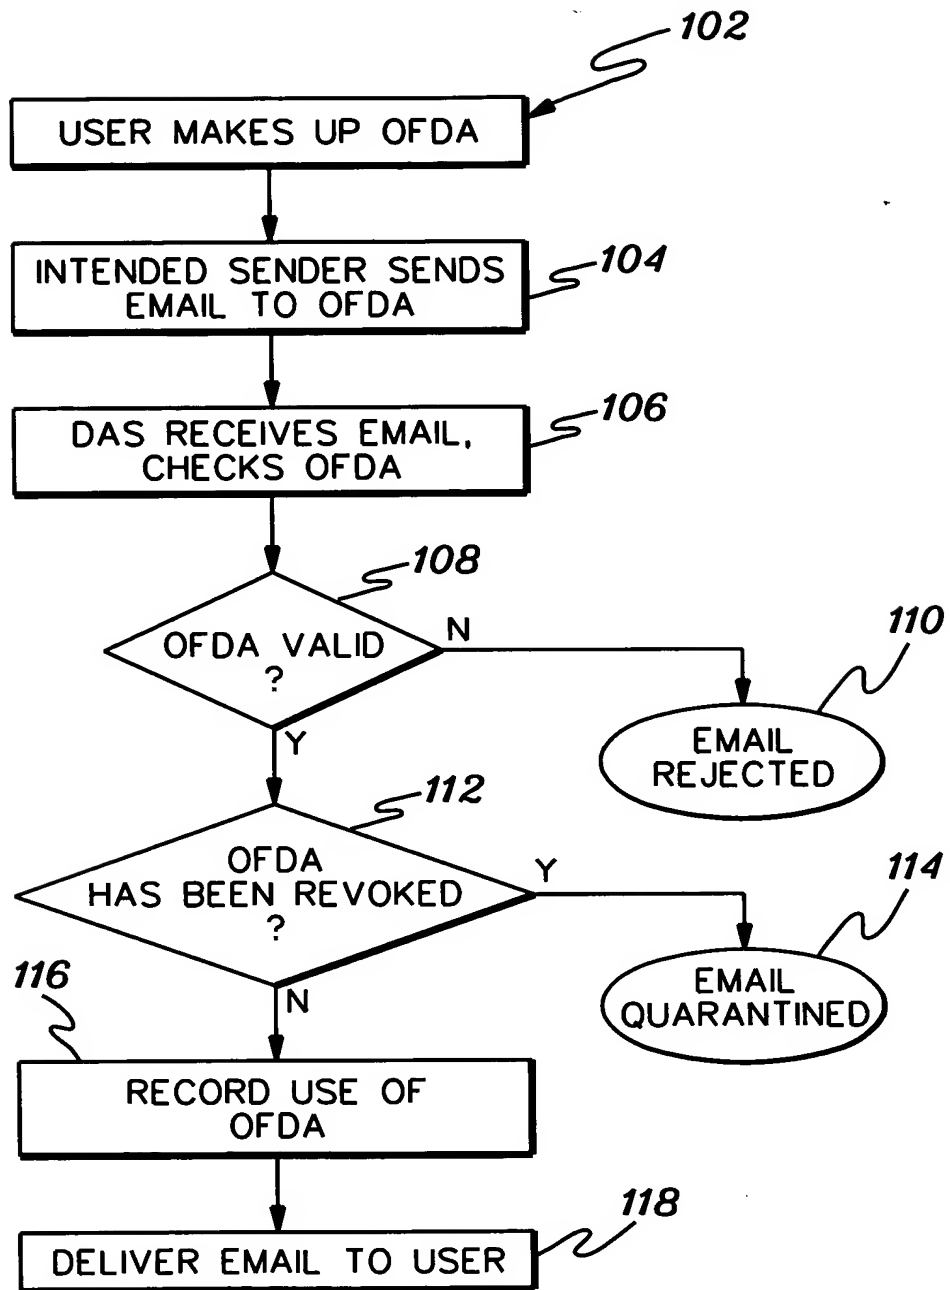 102
USER MAKES UP OFDA
INTENDED SENDER SENDS
EMAIL TO OFDA
104
DAS RECEIVES EMAIL,
CHECKS OFDA
106
108
OFDA VALID
?
N
Y
110
EMAIL
REJECTED
112
OFDA
HAS BEEN REVOKED
?
Y
N
114
EMAIL
QUARANTINED
116
RECORD USE OF
OFDA
118
DELIVER EMAIL TO USER